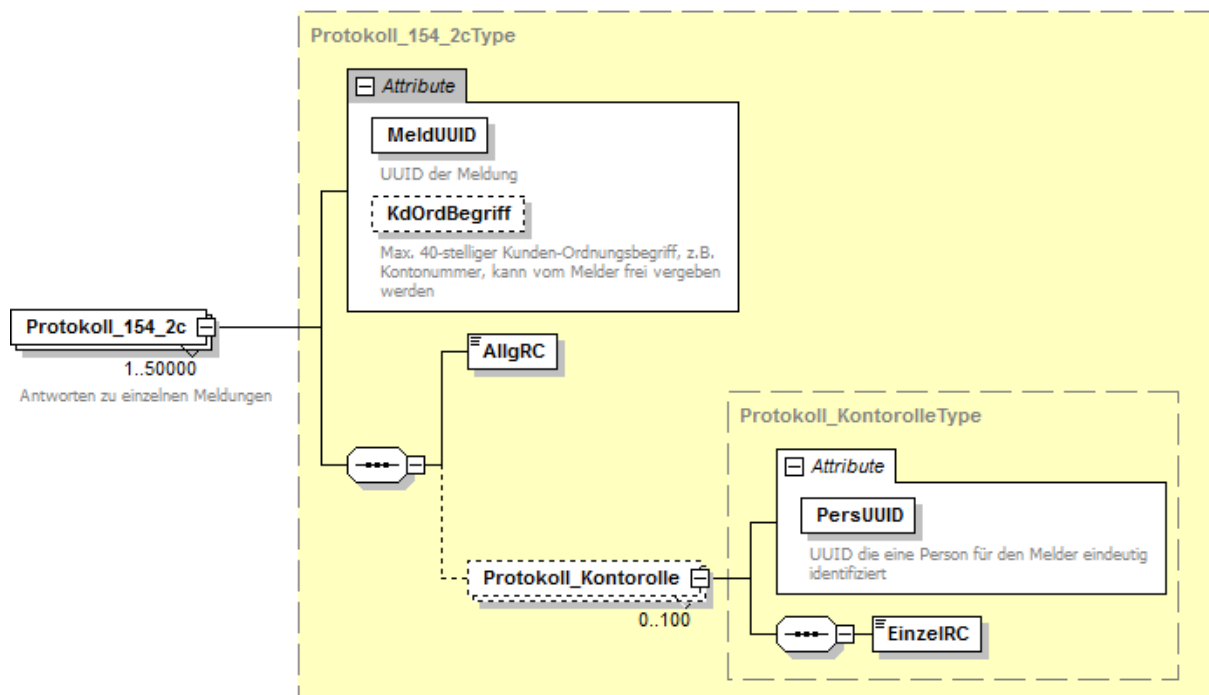 Protokoll_154_2cType
Attribute
MeldUUID
UUID der Meldung
KdOrdBegriff
Max. 40-stelliger Kunden-Ordnungsbegriff, z.B.
Kontonummer, kann vom Melder frei vergeben
werden
Protokoll_154_2c
1..50000
Antworten zu einzelnen Meldungen
AllgRC
Protokoll_KontorolleType
Attribute
PersUUID
UUID die eine Person für den Melder eindeutig
identifiziert
Protokoll_Kontorolle
0..100
EinzelRC